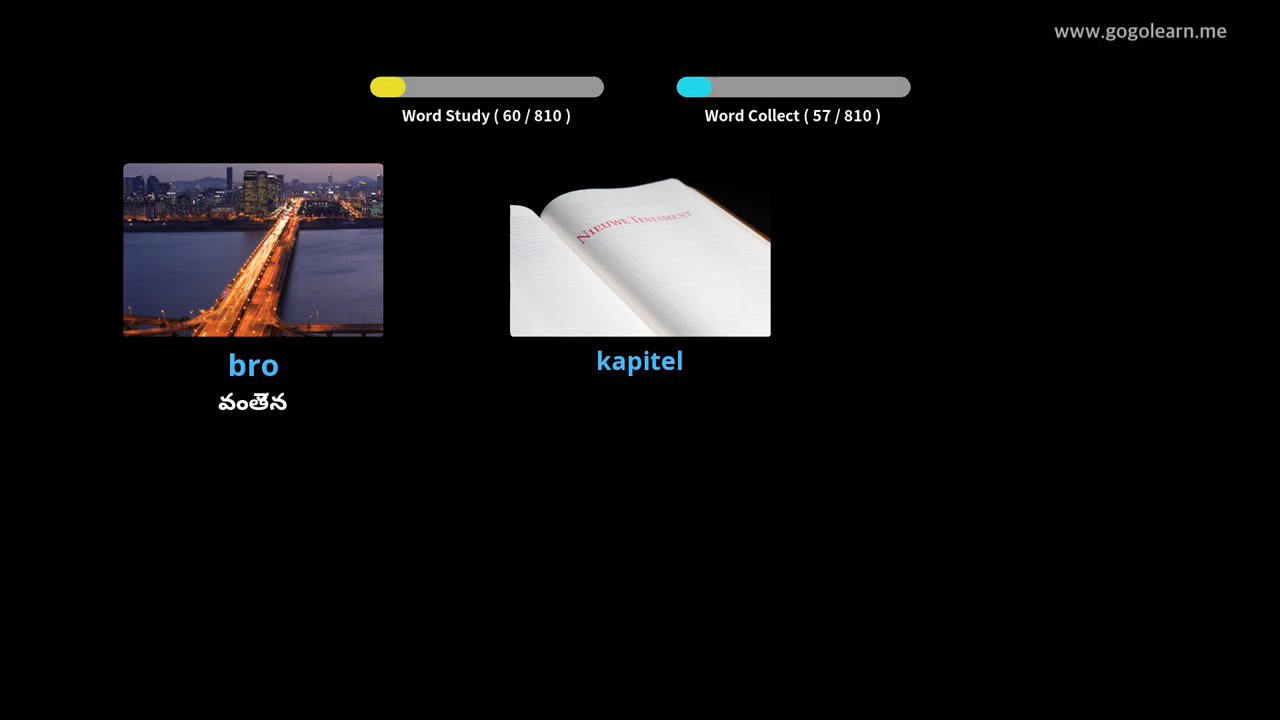 www.gogolearn.me
Word Study ( 60 / 810 )
Word Collect ( 57 / 810 )
NIEUWE TESTAMENT
bro
kapitel
వంతెన